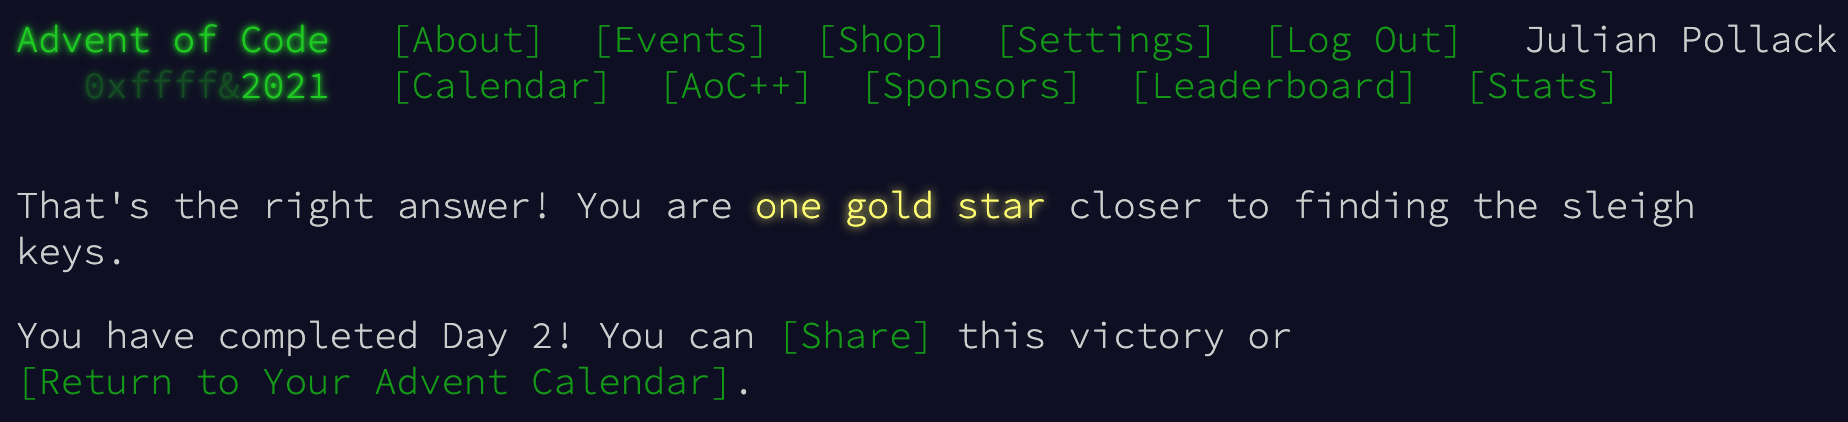 Advent of Code [About] [Events] [Shop] [Settings] [Log Out] Julian Pollack
0xffff&2021 [Calendar] [AoC++] [Sponsors] [Leaderboard] [Stats]
That's the right answer! You are one gold star closer to finding the sleigh
keys.
You have completed Day 2! You can [Share] this victory or
[Return to Your Advent Calendar].